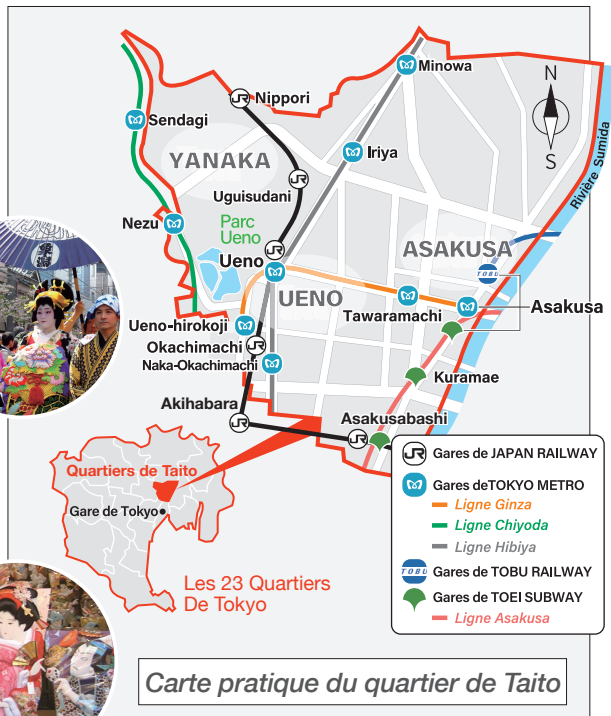 Minowa
N
S
Nippori
Sendagi
Rivière Sumida
Iriya
YANAKA
Uguisudani
Nezu
Parc
Ueno
Ueno
ASAKUSA
TOBU
UENO
Tawaramachi
Asakusa
Ueno-hirokoji
Okachimachi
Naka-Okachimachi
Kuramae
Akihabara
Asakusabashi
JR Gares de JAPAN RAILWAY
Gares deTOKYO METRO
Ligne Ginza
Ligne Chiyoda
Ligne Hibiya
TOBU Gares de TOBU RAILWAY
Gares de TOEI SUBWAY
Ligne Asakusa
Quartiers de Taito
Gare de Tokyo
Les 23 Quartiers
De Tokyo
Carte pratique du quartier de Taito